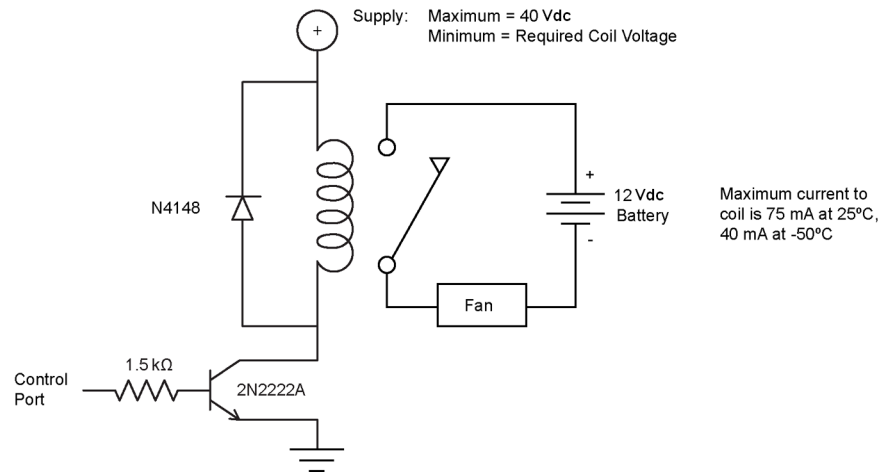 +
Supply: Maximum = 40 Vdc
Minimum = Required Coil Voltage
N4148
+
12 Vdc
Battery
-
Maximum current to
coil is 75 mA at 25ºC,
40 mA at -50ºC
Fan
1.5 kΩ
Control
Port
2N2222A